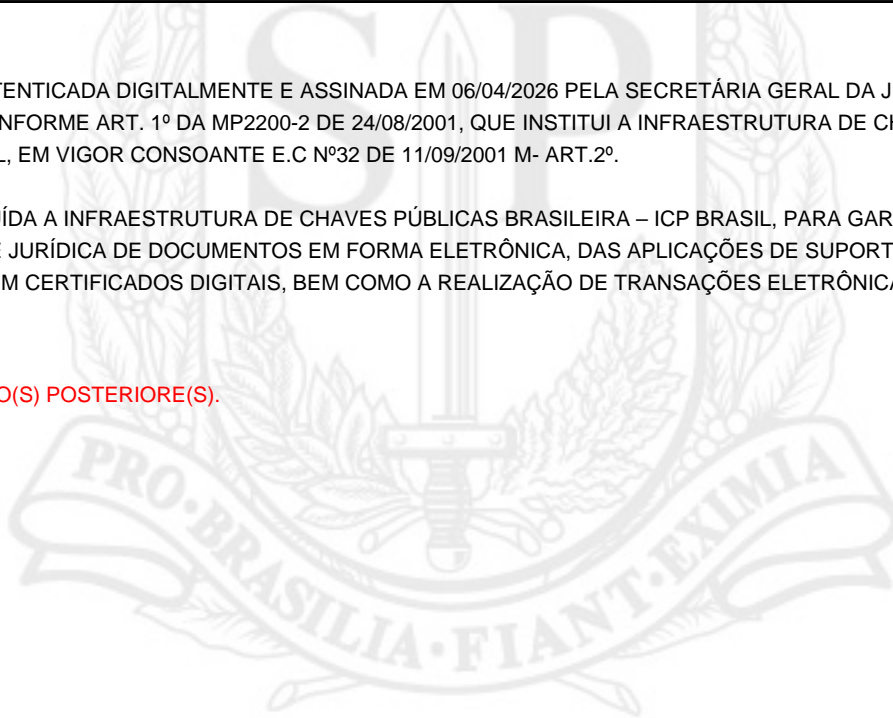 TENTICADA DIGITALMENTE E ASSINADA EM 06/04/2026 PELA SECRETÁRIA GERAL DA J
NFORME ART. 1º DA MP2200-2 DE 24/08/2001, QUE INSTITUI A INFRAESTRUTURA DE CH
L, EM VIGOR CONSOANTE E.C Nº32 DE 11/09/2001 M- ART.2º.
UÍDA A INFRAESTRUTURA DE CHAVES PÚBLICAS BRASILEIRA – ICP BRASIL, PARA GAR
E JURÍDICA DE DOCUMENTOS EM FORMA ELETRÔNICA, DAS APLICAÇÕES DE SUPORT
M CERTIFICADOS DIGITAIS, BEM COMO A REALIZAÇÃO DE TRANSAÇÕES ELETRÔNICA
O(S) POSTERIORE(S).
SP
PRO·BRASILIA·FIANT·EXIMIA